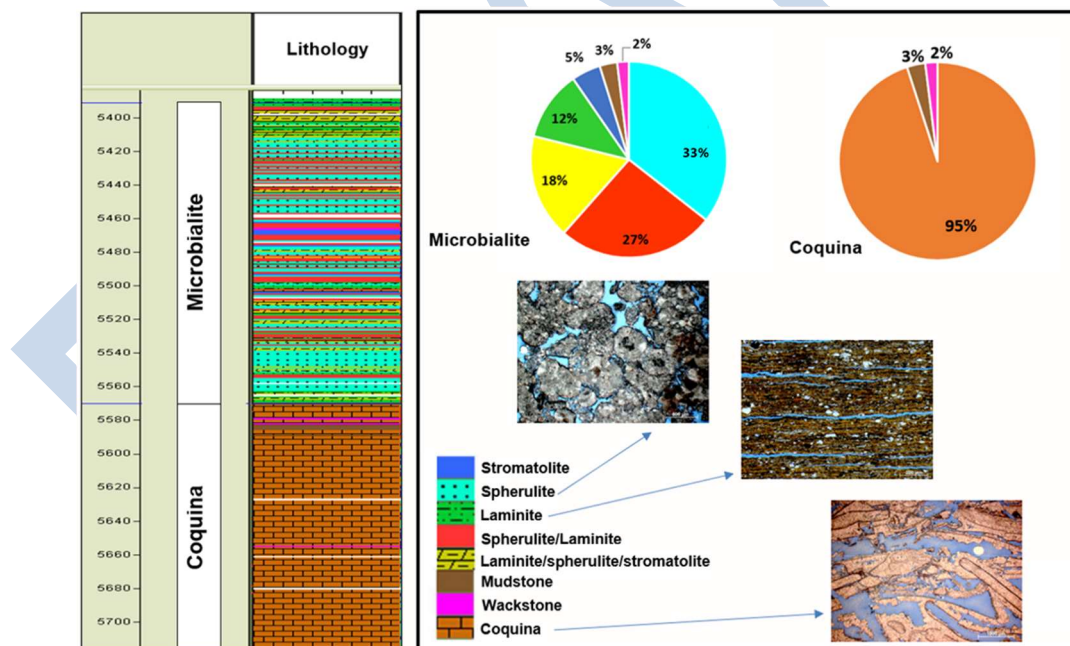 Lithology
5400
5420
5440
5460
5480
5500
5520
5540
5560
5580
5600
5620
5640
5660
5680
5700
Microbialite
Coquina
5%
3%
2%
12%
33%
18%
27%
Microbialite
3%
2%
95%
Coquina
Stromatolite
Spherulite
Laminite
Spherulite/Laminite
Laminite/spherulite/stromatolite
Mudstone
Wackstone
Coquina